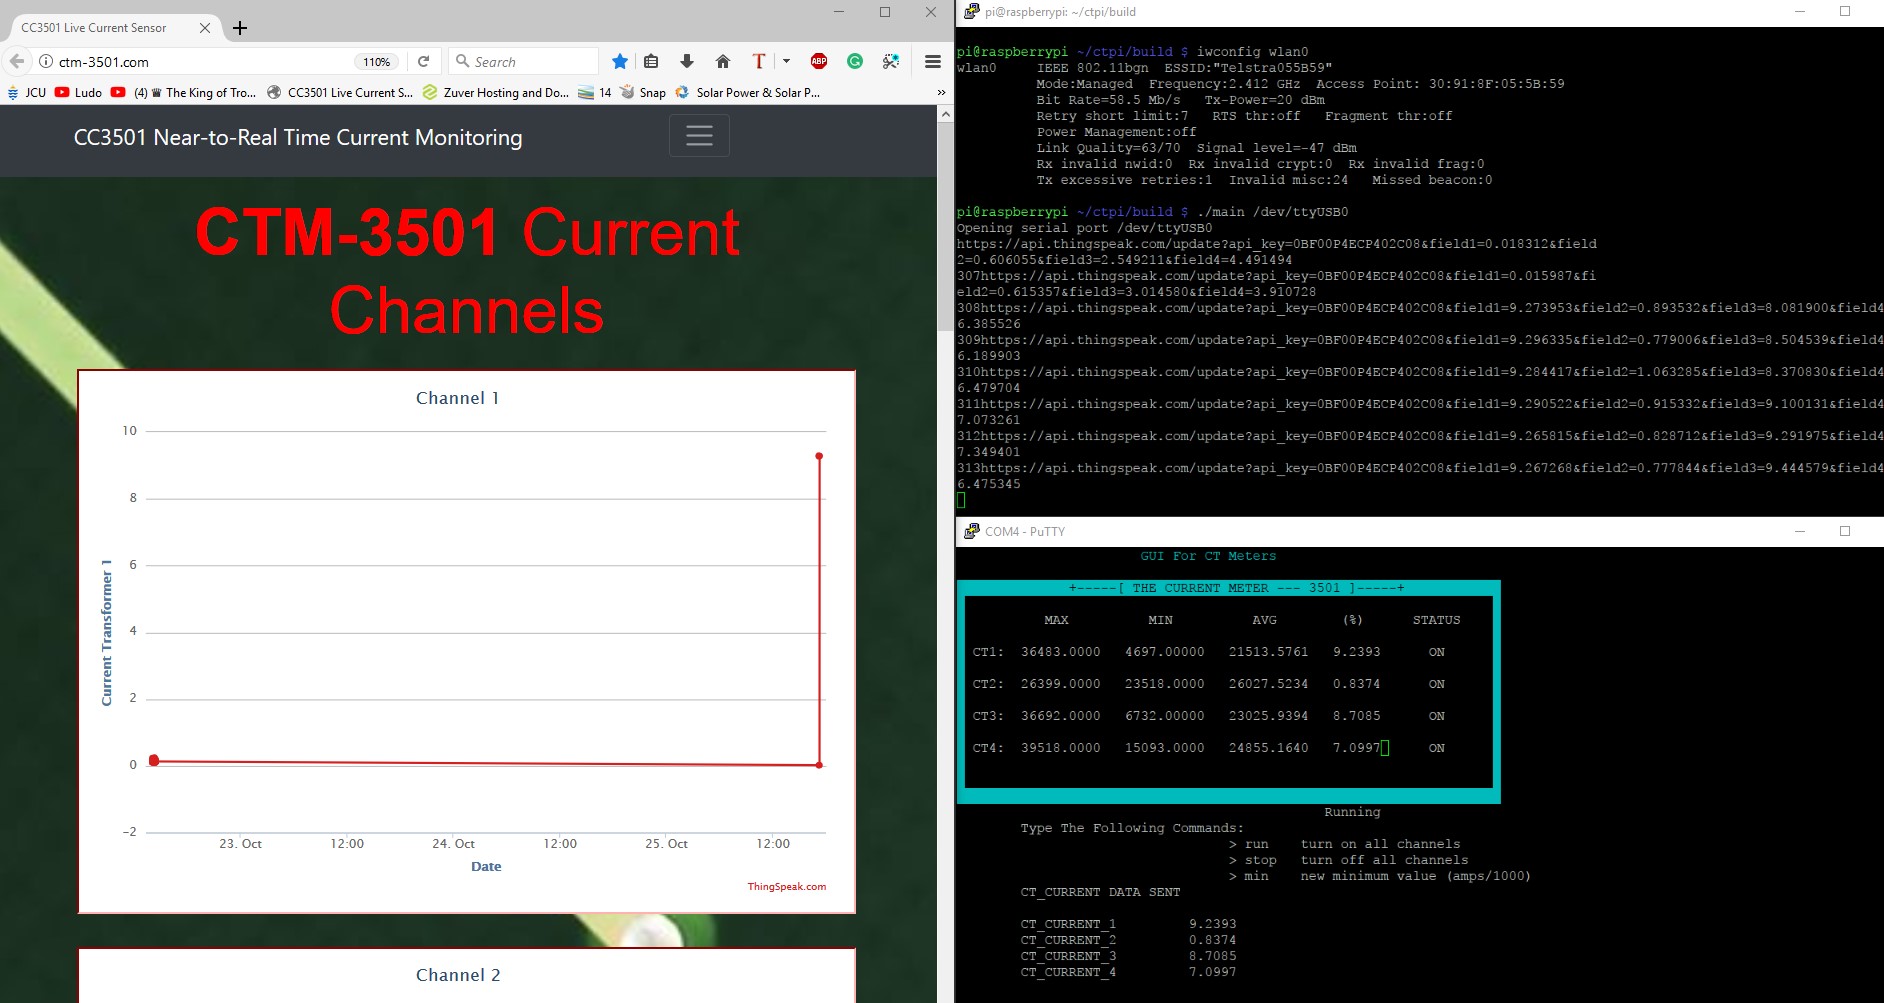 CC3501 Live Current Sensor
ctm-3501.com
110%
Search
T
ABP
JCU
Ludo
(4) ♛ The King of Tro...
CC3501 Live Current S...
Zuver Hosting and Do...
14
Snap
Solar Power & Solar P...
»
CC3501 Near-to-Real Time Current Monitoring
CTM-3501 Current
Channels
Channel 1
10
8
6
4
2
0
-2
Current Transformer 1
23. Oct
12:00
24. Oct
12:00
25. Oct
12:00
Date
ThingSpeak.com
Channel 2
pi@raspberrypi: ~/ctpi/build
pi@raspberrypi ~/ctpi/build $ iwconfig wlan0
wlan0     IEEE 802.11bgn  ESSID:"Telstra055B59"
Mode:Managed  Frequency:2.412 GHz  Access Point: 30:91:8F:05:5B:59
Bit Rate=58.5 Mb/s   Tx-Power=20 dBm
Retry short limit:7   RTS thr:off   Fragment thr:off
Power Management:off
Link Quality=63/70  Signal level=-47 dBm
Rx invalid nwid:0  Rx invalid crypt:0  Rx invalid frag:0
Tx excessive retries:1  Invalid misc:24   Missed beacon:0
pi@raspberrypi ~/ctpi/build $ ./main /dev/ttyUSB0
Opening serial port /dev/ttyUSB0
https://api.thingspeak.com/update?api_key=0BF00P4ECP402C08&field1=0.018312&field
2=0.606055&field3=2.549211&field4=4.491494
307https://api.thingspeak.com/update?api_key=0BF00P4ECP402C08&field1=0.015987&fi
eld2=0.615357&field3=3.014580&field4=3.910728
308https://api.thingspeak.com/update?api_key=0BF00P4ECP402C08&field1=9.273953&field2=0.893532&field3=8.081900&field4
6.385526
309https://api.thingspeak.com/update?api_key=0BF00P4ECP402C08&field1=9.296335&field2=0.779006&field3=8.504539&field4
6.189903
310https://api.thingspeak.com/update?api_key=0BF00P4ECP402C08&field1=9.284417&field2=1.063285&field3=8.370830&field4
6.479704
311https://api.thingspeak.com/update?api_key=0BF00P4ECP402C08&field1=9.290522&field2=0.915332&field3=9.100131&field4
7.073261
312https://api.thingspeak.com/update?api_key=0BF00P4ECP402C08&field1=9.265815&field2=0.828712&field3=9.291975&field4
7.349401
313https://api.thingspeak.com/update?api_key=0BF00P4ECP402C08&field1=9.267268&field2=0.777844&field3=9.444579&field4
6.475345
COM4 - PuTTY
GUI For CT Meters
+-----[ THE CURRENT METER --- 3501 ]-----+
MAX MIN AVG (%) STATUS
CT1: 36483.0000 4697.00000 21513.5761 9.2393 ON
CT2: 26399.0000 23518.0000 26027.5234 0.8374 ON
CT3: 36692.0000 6732.00000 23025.9394 8.7085 ON
CT4: 39518.0000 15093.0000 24855.1640 7.0997 ON
Running
Type The Following Commands:
> run turn on all channels
> stop turn off all channels
> min new minimum value (amps/1000)
CT_CURRENT DATA SENT
CT_CURRENT_1 9.2393
CT_CURRENT_2 0.8374
CT_CURRENT_3 8.7085
CT_CURRENT_4 7.0997